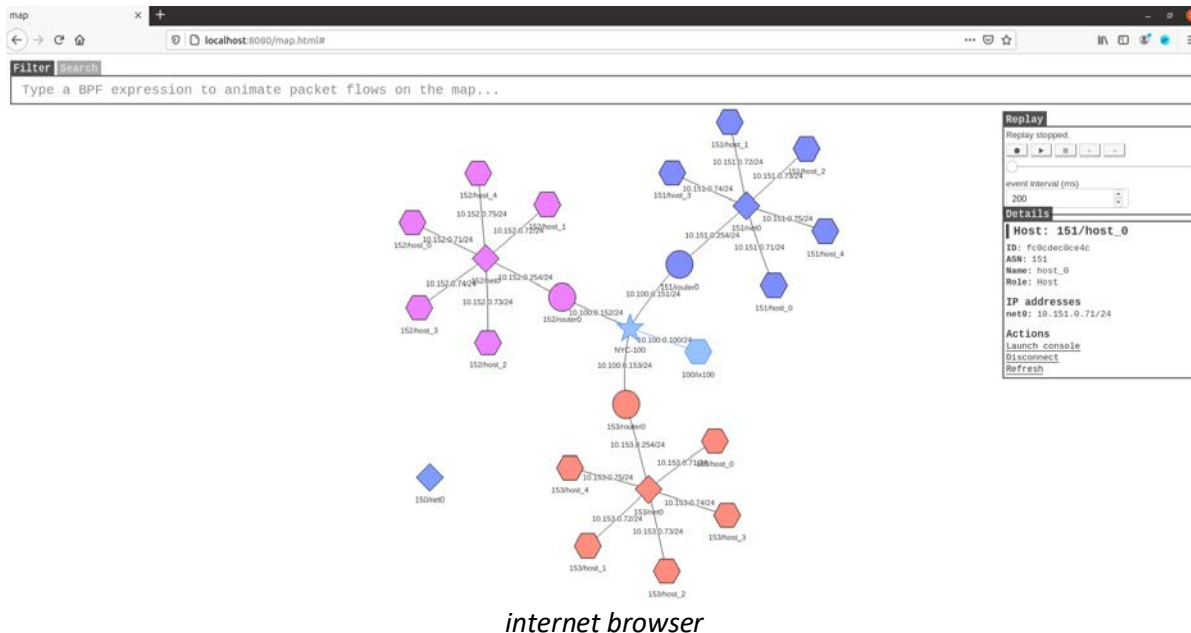 map
localhost:8080/map.html#
Filter Search
Type a BPF expression to animate packet flows on the map...
Replay
Replay stopped.
event interval (ms)
200
Details
Host: 151/host_0
ID: fc0cdec0ce4c
ASN: 151
Name: host_0
Role: Host
IP addresses
net0: 10.151.0.71/24
Actions
Launch console
Disconnect
Refresh
151/host_1
10.151.0.72/24
151/host_2
10.151.0.73/24
151/host_3
10.151.0.74/24
10.151.0.75/24
151/net0
10.151.0.254/24
151/host_4
10.151.0.71/24
151/router0
151/host_0
10.100.0.151/24
152/host_4
10.152.0.75/24
152/host_1
10.152.0.72/24
152/host_0
10.152.0.71/24
152/net0
10.152.0.254/24
10.152.0.74/24
10.152.0.73/24
152/router0
10.100.0.152/24
152/host_3
152/host_2
NYC-100
10.100.0.100/24
100/ix100
10.100.0.153/24
153/router0
10.153.0.254/24
10.153.0.71/24
153/host_0
10.153.0.75/24
153/host_4
153/net0
10.153.0.74/24
10.153.0.72/24
10.153.0.73/24
153/host_3
153/host_1
153/host_2
150/net0
internet browser